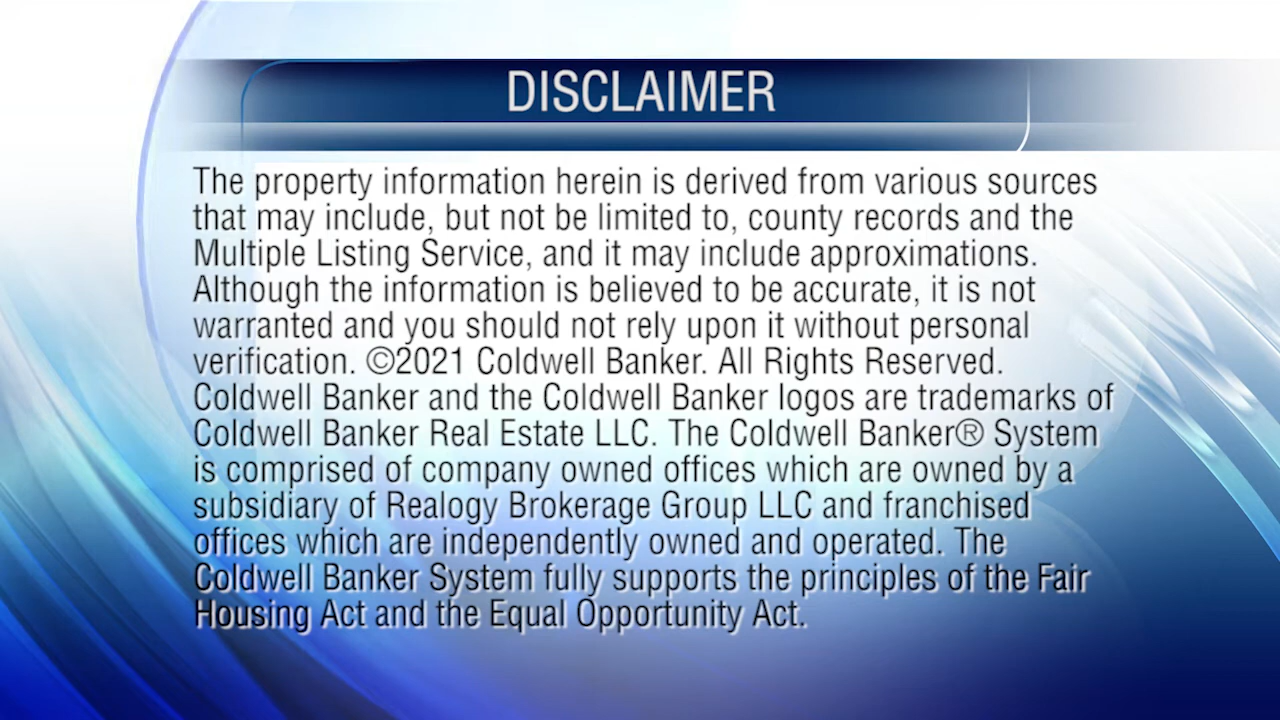 DISCLAIMER
The property information herein is derived from various sources
that may include, but not be limited to, county records and the
Multiple Listing Service, and it may include approximations.
Although the information is believed to be accurate, it is not
warranted and you should not rely upon it without personal
verification. ©2021 Coldwell Banker. All Rights Reserved.
Coldwell Banker and the Coldwell Banker logos are trademarks of
Coldwell Banker Real Estate LLC. The Coldwell Banker® System
is comprised of company owned offices which are owned by a
subsidiary of Realogy Brokerage Group LLC and franchised
offices which are independently owned and operated. The
Coldwell Banker System fully supports the principles of the Fair
Housing Act and the Equal Opportunity Act.